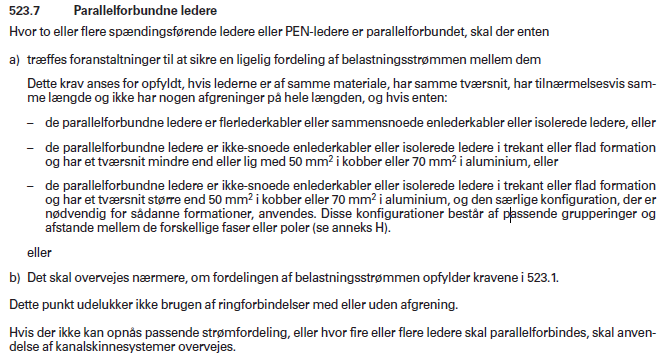 523.7 Parallelforbundne ledere
Hvor to eller flere spændingsførende ledere eller PEN-ledere er parallelforbundet, skal der enten
a) træffes foranstaltninger til at sikre en ligelig fordeling af belastningsstrømmen mellem dem
Dette krav anses for opfyldt, hvis lederne er af samme materiale, har samme tværsnit, har tilnærmelsesvis sam-
me længde og ikke har nogen afgreninger på hele længden, og hvis enten:
– de parallelforbundne ledere er flerlederkabler eller sammensnoede enlederkabler eller isolerede ledere, eller
– de parallelforbundne ledere er ikke-snoede enlederkabler eller isolerede ledere i trekant eller flad formation
og har et tværsnit mindre end eller lig med 50 mm² i kobber eller 70 mm² i aluminium, eller
– de parallelforbundne ledere er ikke-snoede enlederkabler eller isolerede ledere i trekant eller flad formation
og har et tværsnit større end 50 mm² i kobber eller 70 mm² i aluminium, og den særlige konfiguration, der er
nødvendig for sådanne formationer, anvendes. Disse konfigurationer består af passende grupperinger og
afstande mellem de forskellige faser eller poler (se anneks H).
eller
b) Det skal overvejes nærmere, om fordelingen af belastningsstrømmen opfylder kravene i 523.1.
Dette punkt udelukker ikke brugen af ringforbindelser med eller uden afgrening.
Hvis der ikke kan opnås passende strømfordeling, eller hvor fire eller flere ledere skal parallelforbindes, skal anven-
delse af kanalskinnesystemer overvejes.